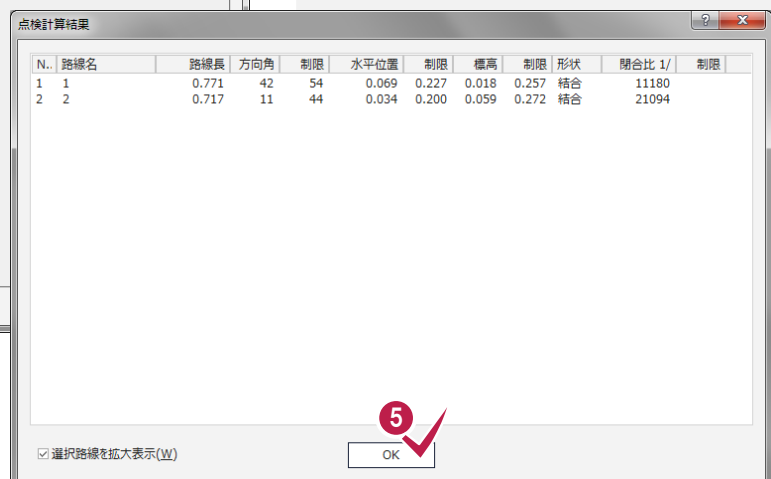 点検計算結果
? X
N.. 路線名 路線長 方向角 制限 水平位置 制限 標高 制限 形状 閉合比 1/ 制限
1 1 0.771 42 54 0.069 0.227 0.018 0.257 結合 11180
2 2 0.717 11 44 0.034 0.200 0.059 0.272 結合 21094
5
選択路線を拡大表示(W) OK